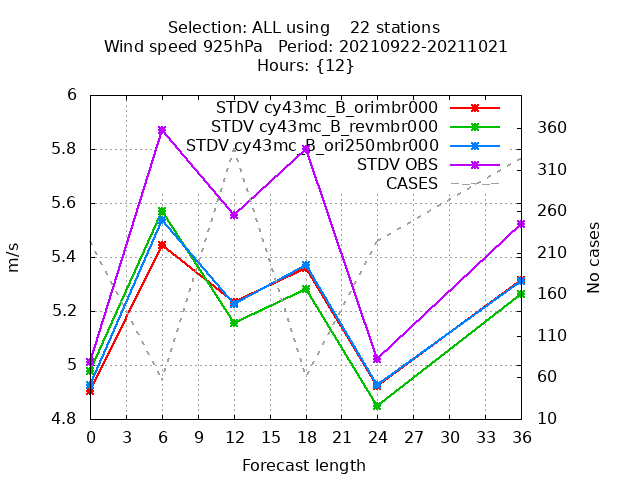 Selection: ALL using    22 stations
Wind speed 925hPa   Period: 20210922-20211021
Hours: {12}
STDV cy43mc_B_orimbr000
STDV cy43mc_B_revmbr000
STDV cy43mc_B_ori250mbr000
STDV OBS
CASES
6
5.8
5.6
5.4
5.2
5
4.8
m/s
360
310
260
210
160
110
60
10
No cases
0 3 6 9 12 15 18 21 24 27 30 33 36
Forecast length